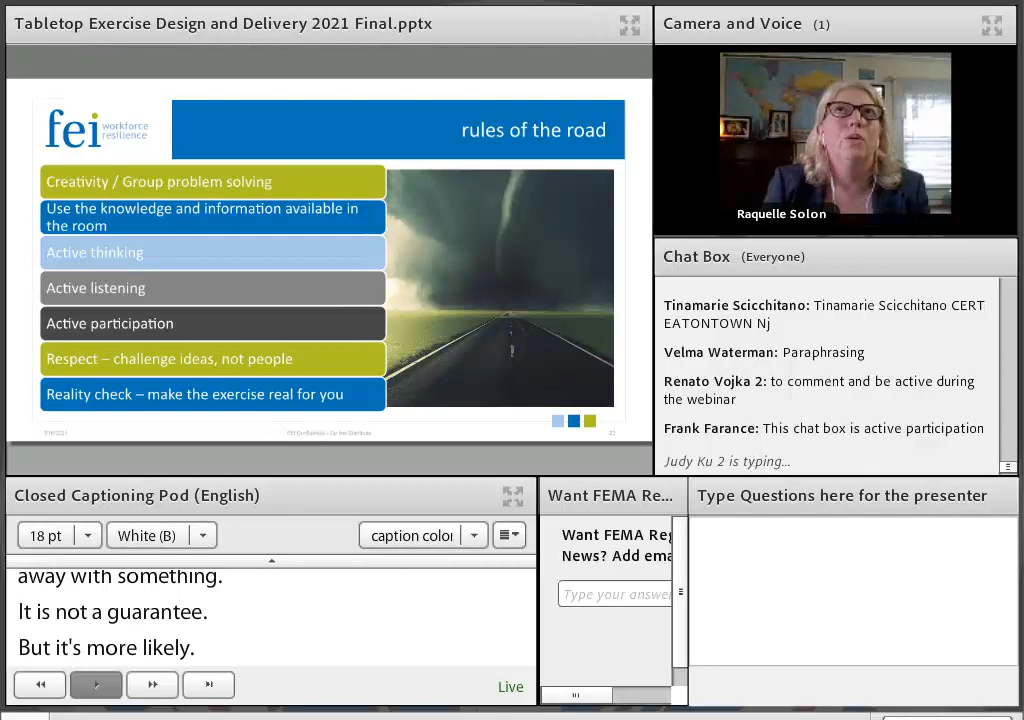 Tabletop Exercise Design and Delivery 2021 Final.pptx
fei workforce
resilience
rules of the road
Creativity / Group problem solving
Use the knowledge and information available in
the room
Active thinking
Active listening
Active participation
Respect – challenge ideas, not people
Reality check – make the exercise real for you
Camera and Voice (1)
Raquelle Solon
Chat Box (Everyone)
Tinamarie Scicchitano: Tinamarie Scicchitano CERT
EATONTOWN Nj
Velma Waterman: Paraphrasing
Renato Vojka 2: to comment and be active during
the webinar
Frank Farance: This chat box is active participation
Judy Ku 2 is typing...
Closed Captioning Pod (English)
18 pt
White (B)
caption color
away with something.
It is not a guarantee.
But it's more likely.
Live
Want FEMA Re...
Want FEMA Reg
News? Add ema
Type your answer
Type Questions here for the presenter